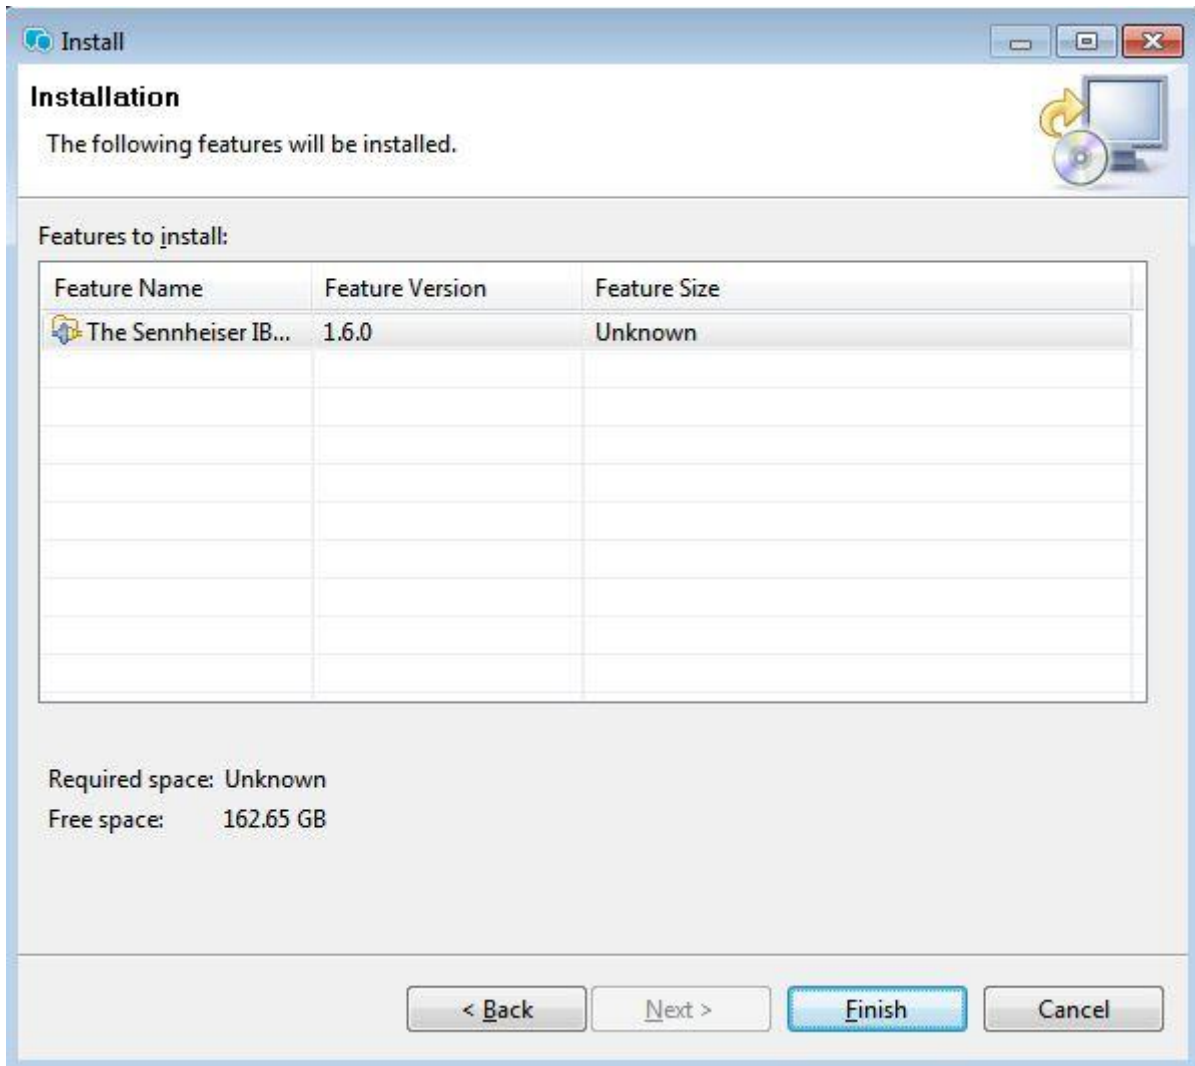 Install
Installation
The following features will be installed.
Features to install:
Feature Name Feature Version Feature Size
The Sennheiser IB... 1.6.0 Unknown
Required space: Unknown
Free space: 162.65 GB
< Back Next > Finish Cancel